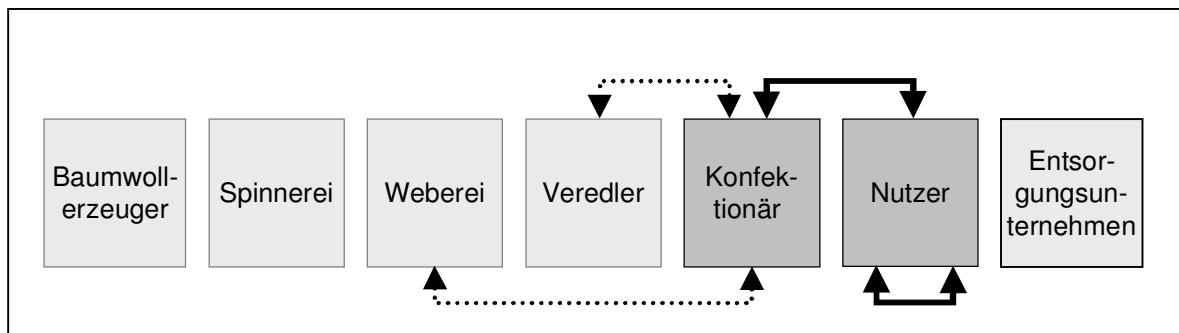 Baumwoll-
erzeuger
Spinnerei
Weberei
Veredler
Konfek-
tionär
Nutzer
Entsor-
gungsun-
ternehmen